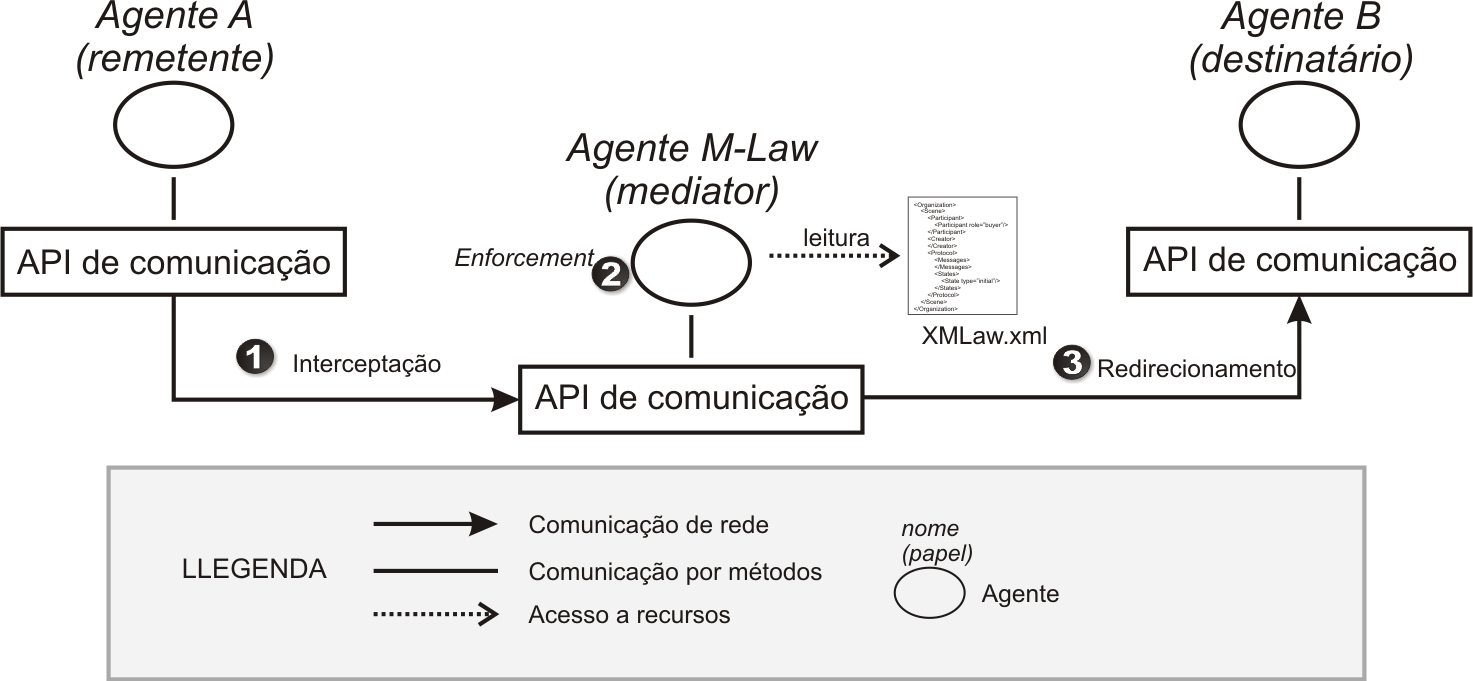 Agente A
(remetente)
Agente B
(destinatário)
Agente M-Law
(mediator)
API de comunicação
Enforcement
2
leitura
<Organization>
<Scene>
<Participant>
<Participant role="buyer"/>
</Participant>
<Creator>
</Creator>
<Protocol>
<Messages>
</Messages>
<States>
<State type="initial"/>
</States>
</Protocol>
</Scene>
</Organization>
XMLaw.xml
API de comunicação
1
Interceptação
3
Redirecionamento
API de comunicação
LLEGENDA
Comunicação de rede
Comunicação por métodos
Acesso a recursos
nome
(papel)
Agente